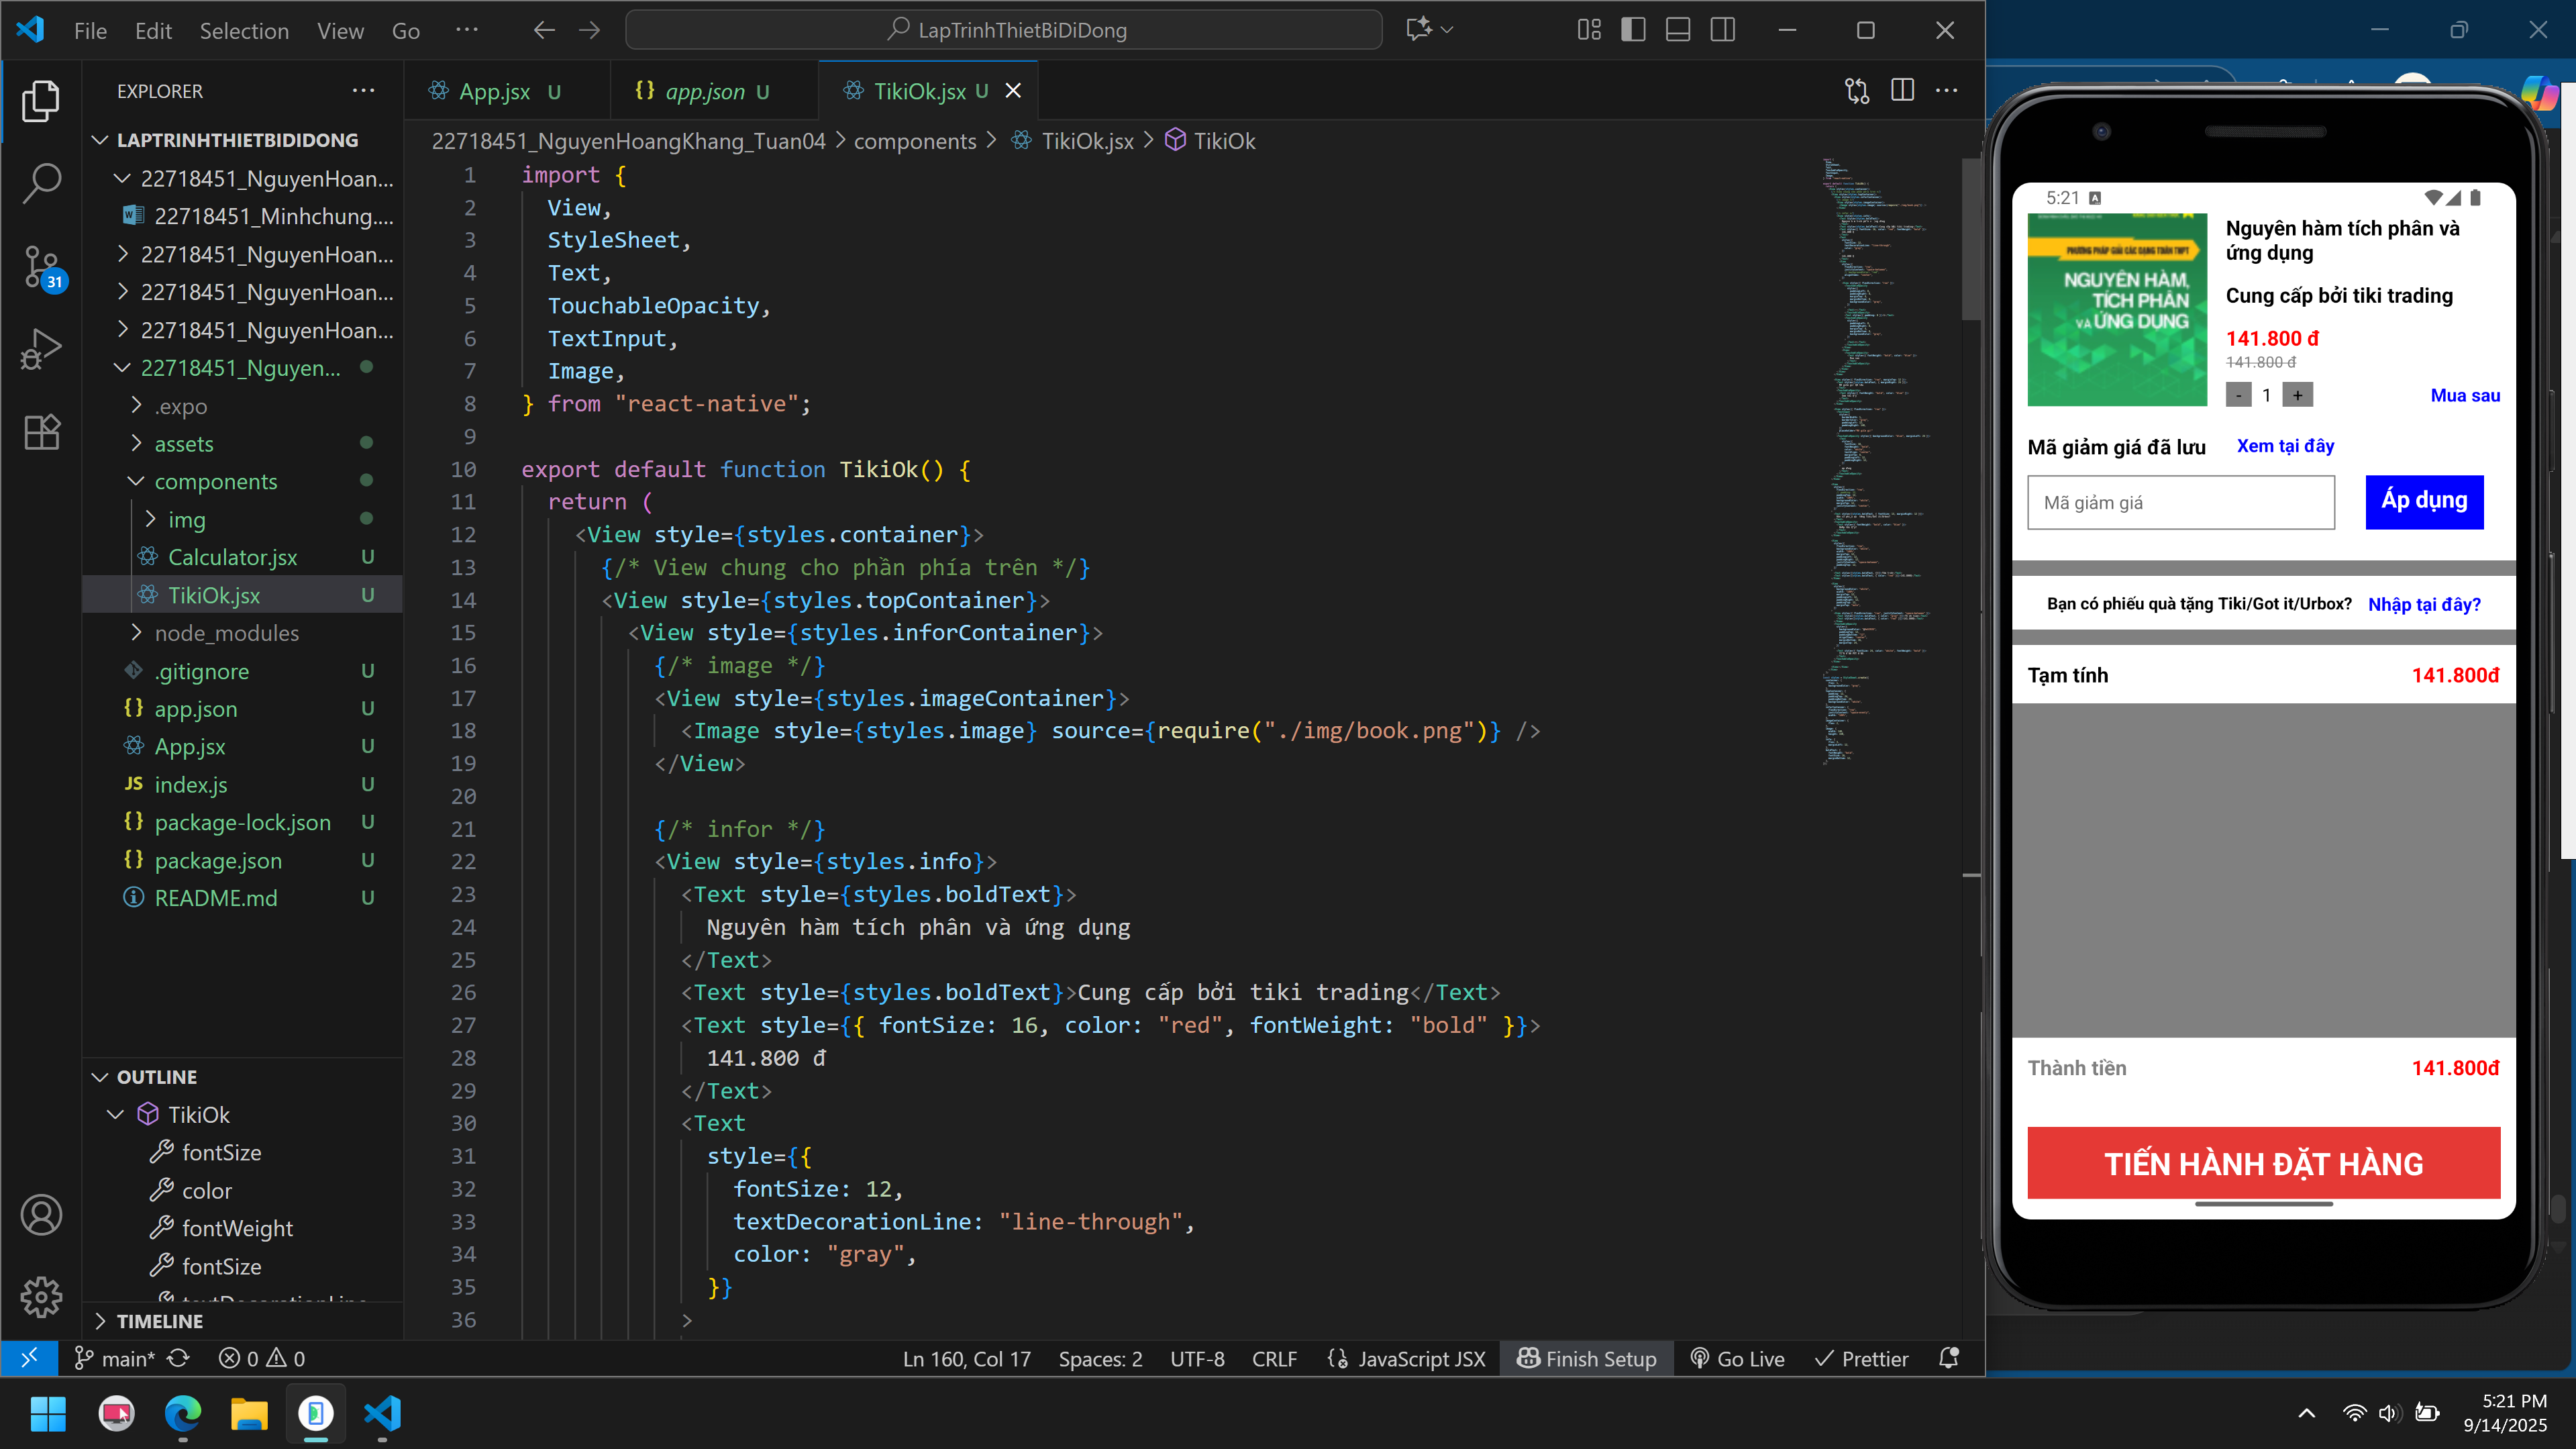 File Edit Selection View Go
LapTrinhThietBiDiDong
EXPLORER
LAPTRINHTHIETBIDIDONG
22718451_NguyenHoan...
22718451_Minhchung....
22718451_NguyenHoan...
22718451_NguyenHoan...
22718451_NguyenHoan...
22718451_Nguyen...
.expo
assets
components
img
Calculator.jsx U
TikiOk.jsx U
node_modules
.gitignore U
app.json U
App.jsx U
index.js U
package-lock.json U
package.json U
README.md U
OUTLINE
TikiOk
fontSize
color
fontWeight
fontSize
textDecorationLine
TIMELINE
31
App.jsx U
app.json U
TikiOk.jsx U
22718451_NguyenHoangKhang_Tuan04 > components > TikiOk.jsx > TikiOk
1 import {
2 View,
3 StyleSheet,
4 Text,
5 TouchableOpacity,
6 TextInput,
7 Image,
8 } from "react-native";
9
10 export default function TikiOk() {
11 return (
12 <View style={styles.container}>
13 {/* View chung cho phần phía trên */}
14 <View style={styles.topContainer}>
15 <View style={styles.inforContainer}>
16 {/* image */}
17 <View style={styles.imageContainer}>
18 <Image style={styles.image} source={require("./img/book.png")} />
19 </View>
20
21 {/* infor */}
22 <View style={styles.info}>
23 <Text style={styles.boldText}>
24 Nguyên hàm tích phân và ứng dụng
25 </Text>
26 <Text style={styles.boldText}>Cung cấp bởi tiki trading</Text>
27 <Text style={{ fontSize: 16, color: "red", fontWeight: "bold" }}>
28 141.800 đ
29 </Text>
30 <Text
31 style={{
32 fontSize: 12,
33 textDecorationLine: "line-through",
34 color: "gray",
35 }}
36 >
main* 0 0
Ln 160, Col 17 Spaces: 2 UTF-8 CRLF JavaScript JSX Finish Setup Go Live Prettier
5:21
PHƯƠNG PHÁP GIẢI CÁC DẠNG TOÁN THPT
NGUYÊN HÀM,
TÍCH PHÂN
VÀ ỨNG DỤNG
Nguyên hàm tích phân và
ứng dụng
Cung cấp bởi tiki trading
141.800 đ
141.800 đ
- 1 + Mua sau
Mã giảm giá đã lưu Xem tại đây
Mã giảm giá Áp dụng
Bạn có phiếu quà tặng Tiki/Got it/Urbox? Nhập tại đây?
Tạm tính 141.800đ
Thành tiền 141.800đ
TIẾN HÀNH ĐẶT HÀNG
5:21 PM
9/14/2025